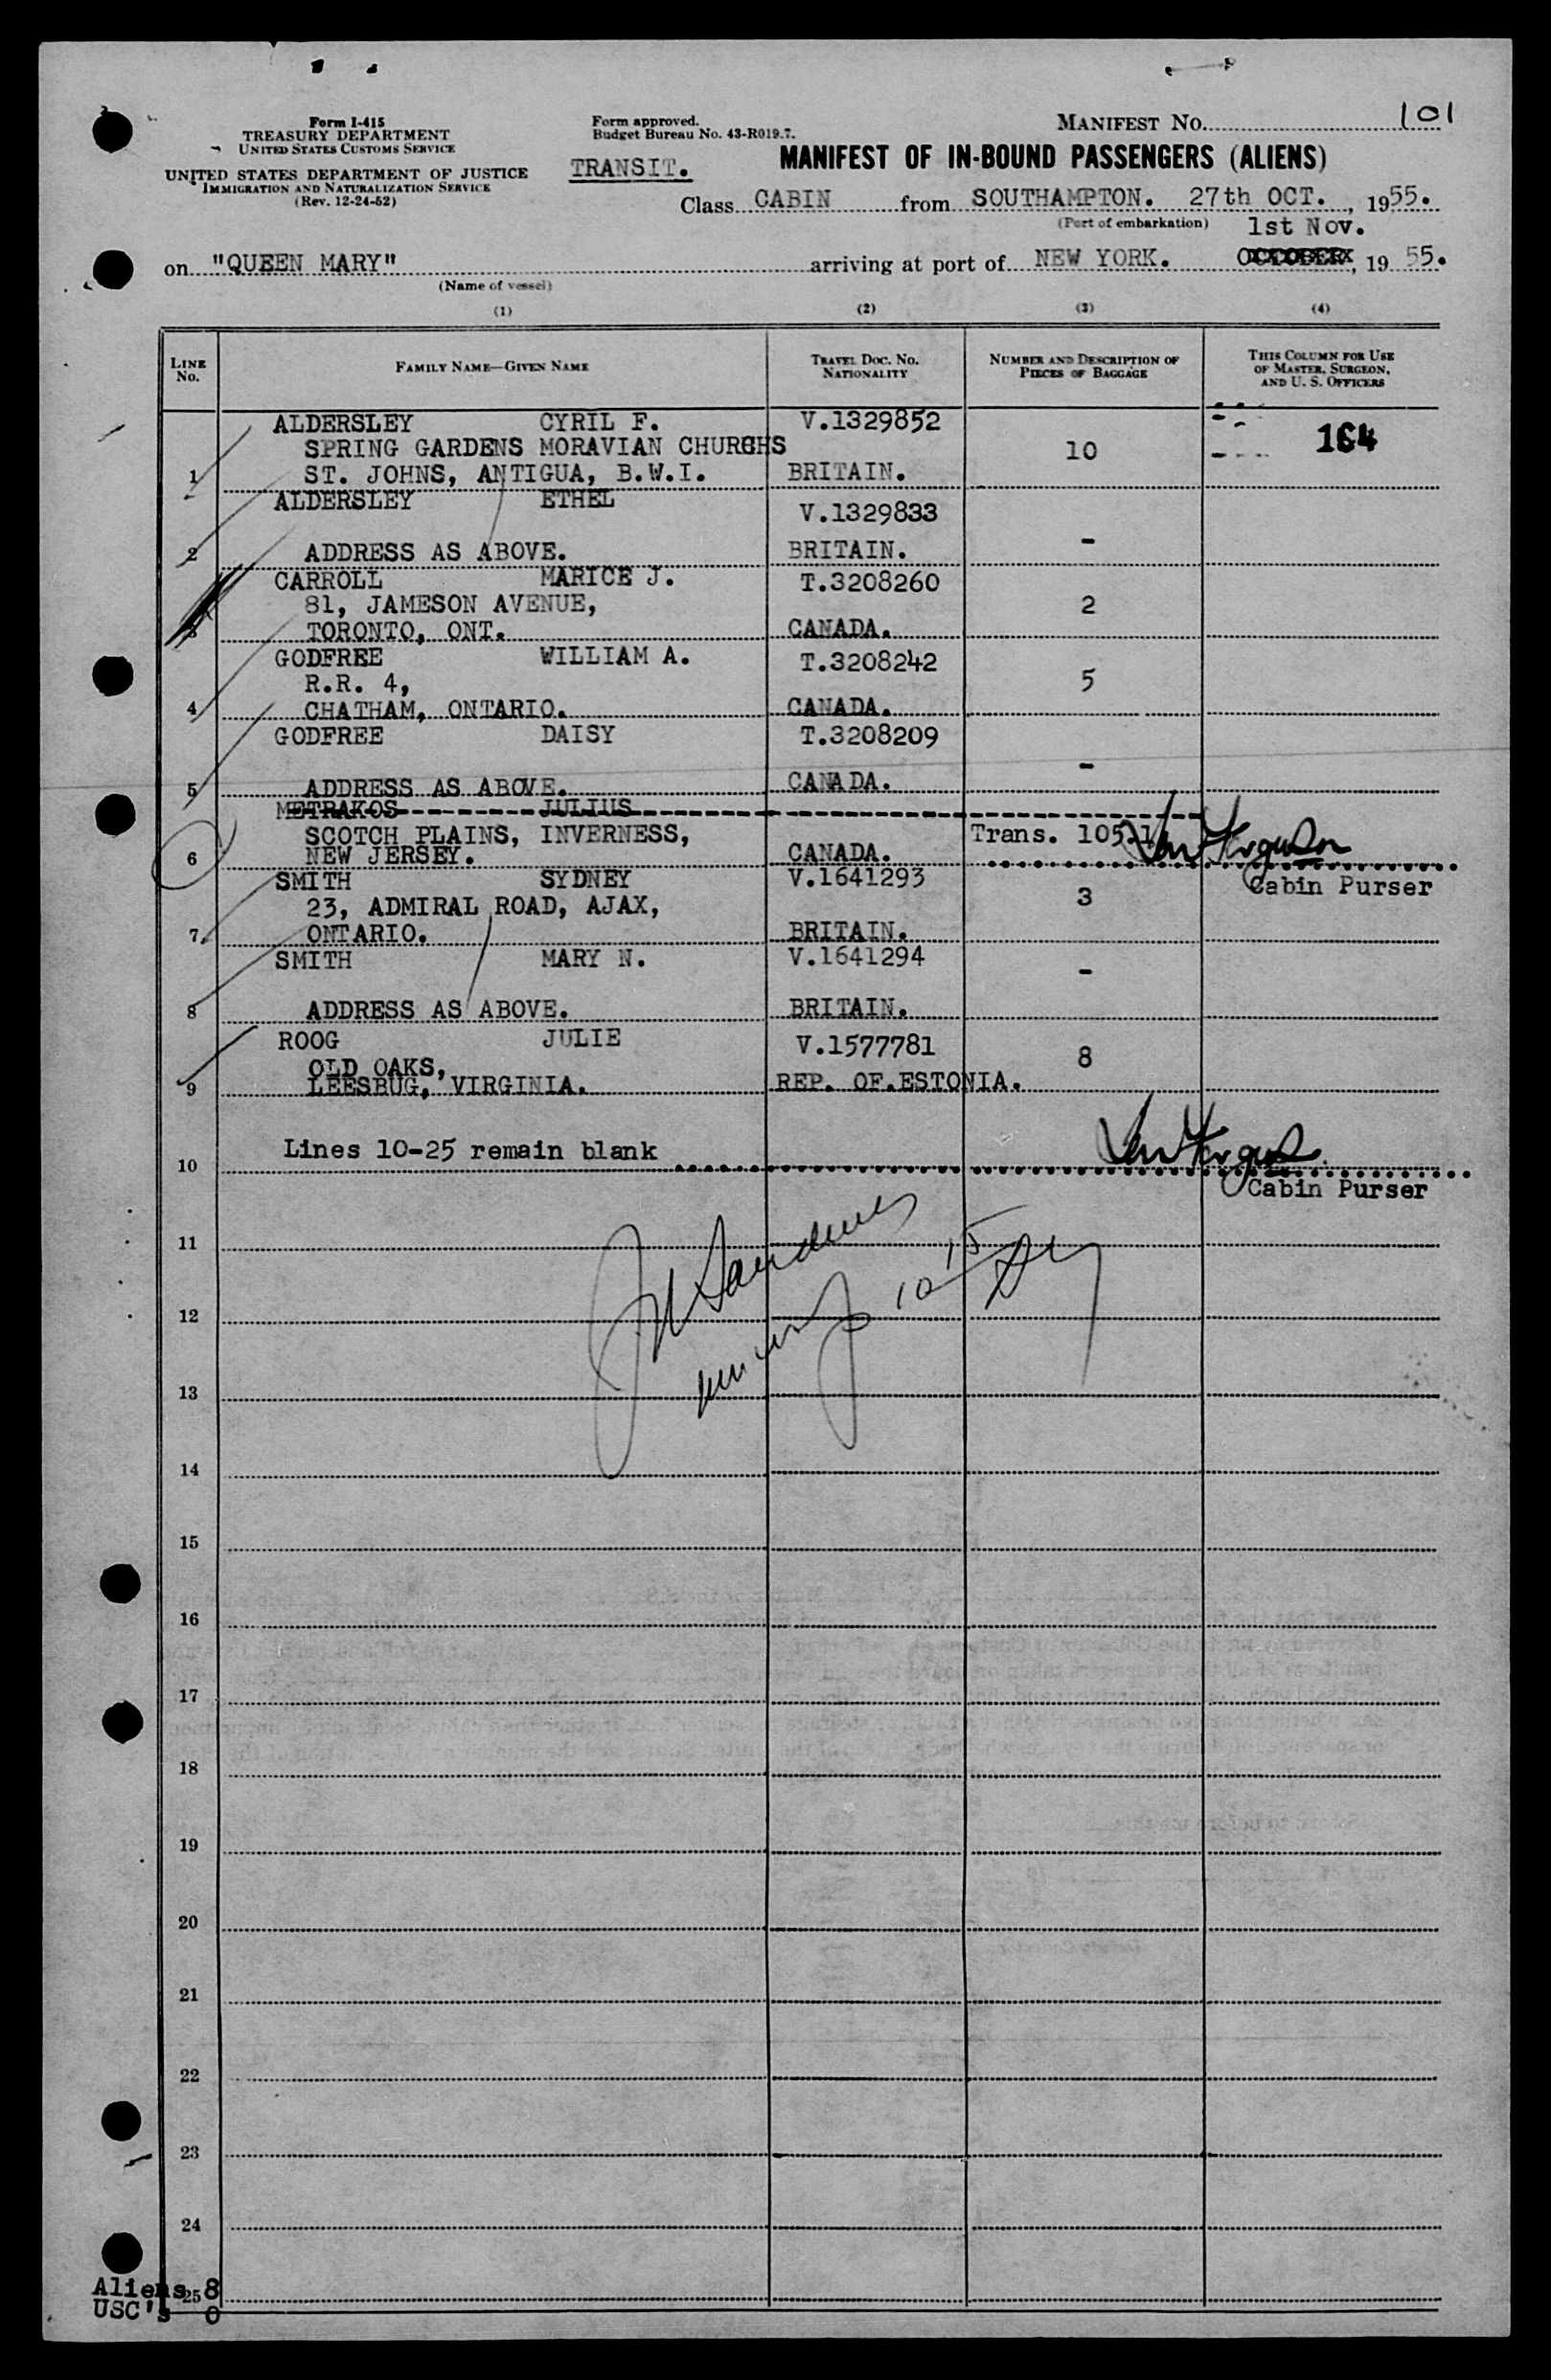 Form I-415
TREASURY DEPARTMENT
UNITED STATES CUSTOMS SERVICE
UNITED STATES DEPARTMENT OF JUSTICE
IMMIGRATION AND NATURALIZATION SERVICE
(Rev. 12-24-52)
Form approved.
Budget Bureau No. 43-R019.7.
TRANSIT.
MANIFEST NO. 101
MANIFEST OF IN-BOUND PASSENGERS (ALIENS)
Class CABIN from SOUTHAMPTON. 27th OCT., 1955.
(Port of embarkation) 1st Nov.
on "QUEEN MARY" arriving at port of NEW YORK. OCTOBER, 19 55.
(Name of vessel)
(1) (2) (3) (4)
LINE NO.
FAMILY NAME—GIVEN NAME
TRAVEL DOC. NO. NATIONALITY
NUMBER AND DESCRIPTION OF PIECES OF BAGGAGE
THIS COLUMN FOR USE OF MASTER, SURGEON, AND U. S. OFFICERS
ALDERSLEY CYRIL F. V.1329852
SPRING GARDENS MORAVIAN CHURCHS 10 164
1 ST. JOHNS, ANTIGUA, B.W.I. BRITAIN.
ALDERSLEY ETHEL V.1329833
2 ADDRESS AS ABOVE. BRITAIN. -
CARROLL MARICE J. T.3208260
81, JAMESON AVENUE, 2
3 TORONTO, ONT. CANADA.
GODFREE WILLIAM A. T.3208242
R.R. 4, 5
4 CHATHAM, ONTARIO. CANADA.
GODFREE DAISY T.3208209
-
5 ADDRESS AS ABOVE. CANADA.
METRAKOS JULIUS
SCOTCH PLAINS, INVERNESS, Trans. 105.1
6 NEW JERSEY. CANADA.
SMITH SYDNEY V.1641293 Cabin Purser
23, ADMIRAL ROAD, AJAX, 3
7 ONTARIO. BRITAIN.
SMITH MARY N. V.1641294
-
8 ADDRESS AS ABOVE. BRITAIN.
ROOG JULIE V.1577781
OLD OAKS, 8
9 LEESBUG, VIRGINIA. REP. OF.ESTONIA.
10 Lines 10-25 remain blank
Cabin Purser
11
12
13
14
15
16
17
18
19
20
21
22
23
24
Aliens 25 8
USC's 0